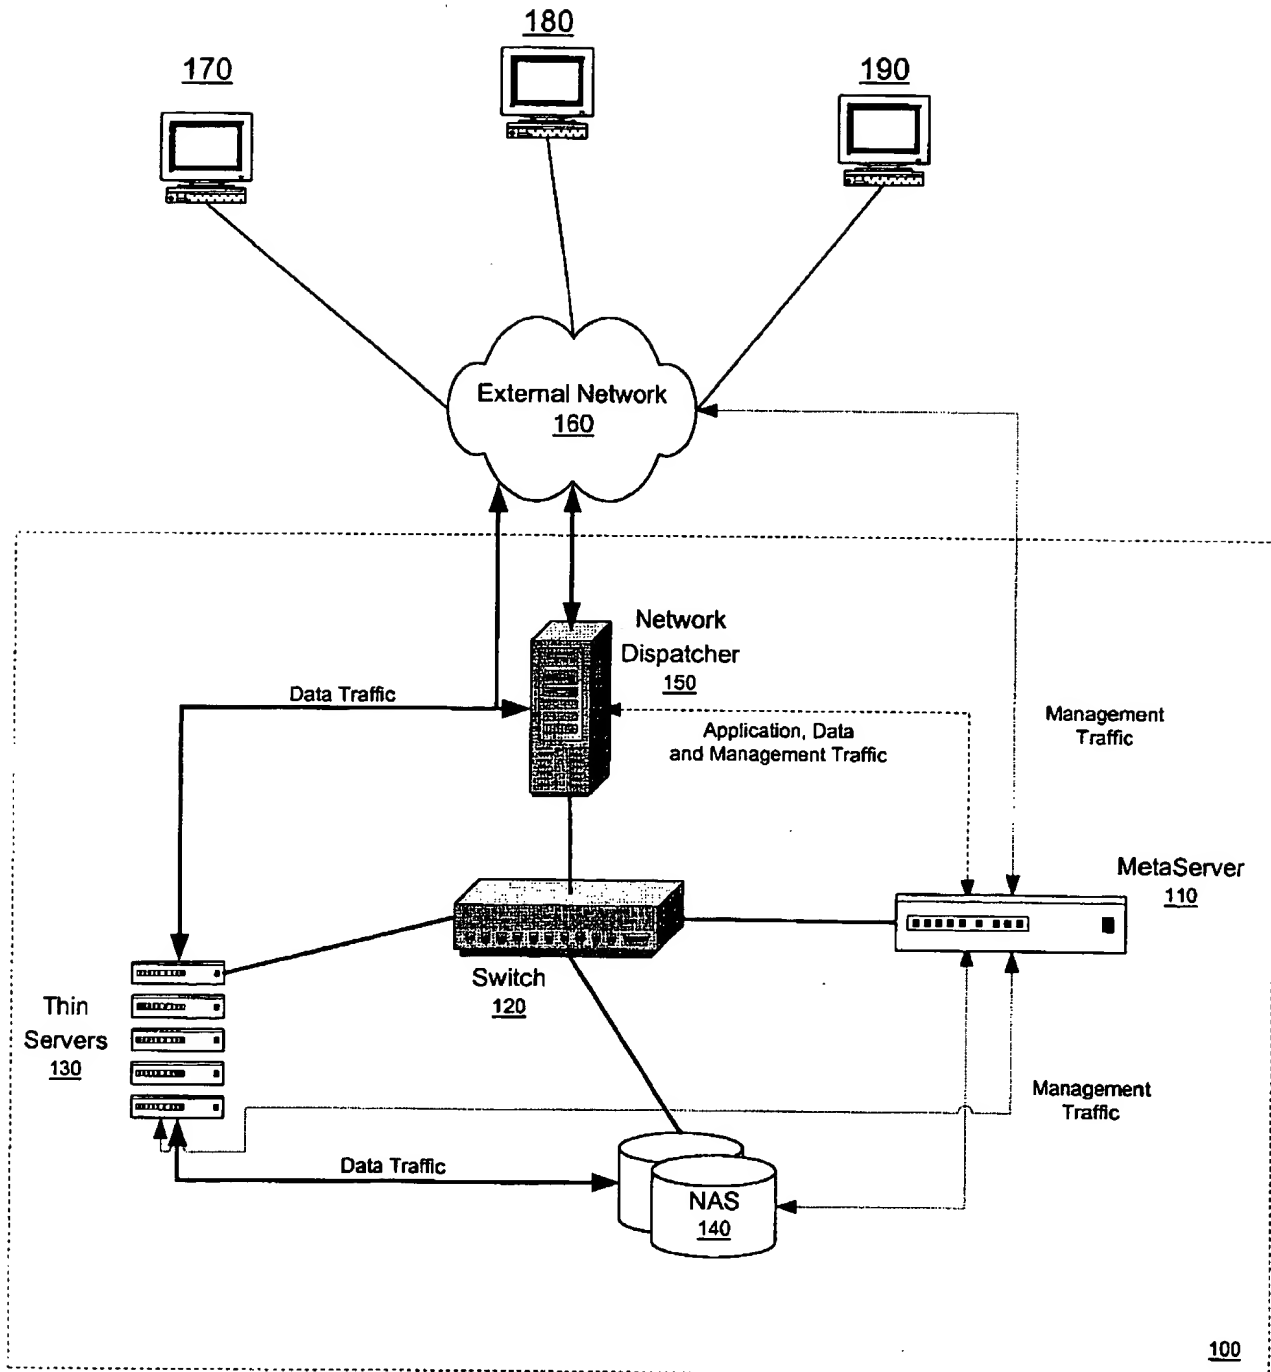 180
170
190
External Network
160
Network
Dispatcher
150
Data Traffic
Application, Data
and Management Traffic
Management
Traffic
MetaServer
110
Switch
120
Thin
Servers
130
Management
Traffic
Data Traffic
NAS
140
100